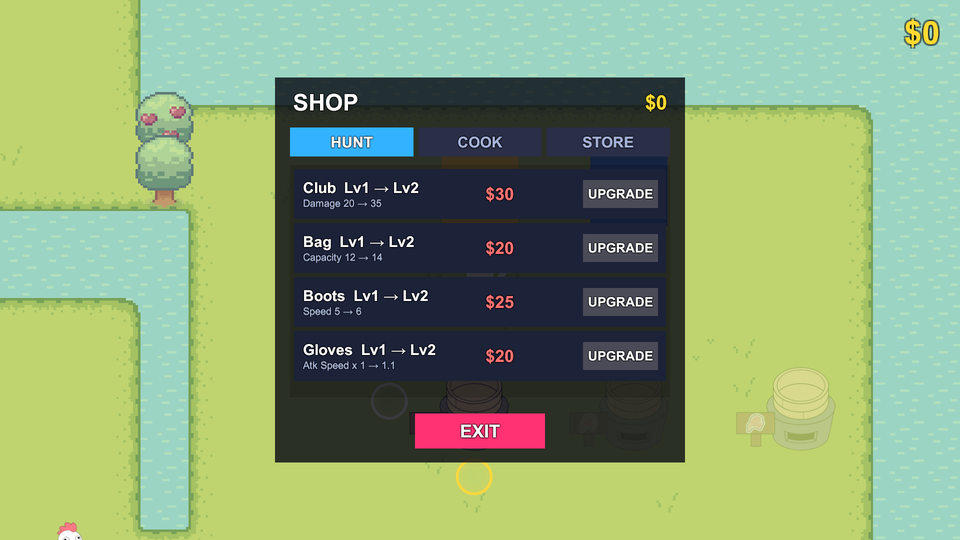 $0
SHOP $0
HUNT COOK STORE
Club Lv1 → Lv2 $30 UPGRADE
Damage 20 → 35
Bag Lv1 → Lv2 $20 UPGRADE
Capacity 12 → 14
Boots Lv1 → Lv2 $25 UPGRADE
Speed 5 → 6
Gloves Lv1 → Lv2 $20 UPGRADE
Atk Speed x 1 → 1.1
EXIT